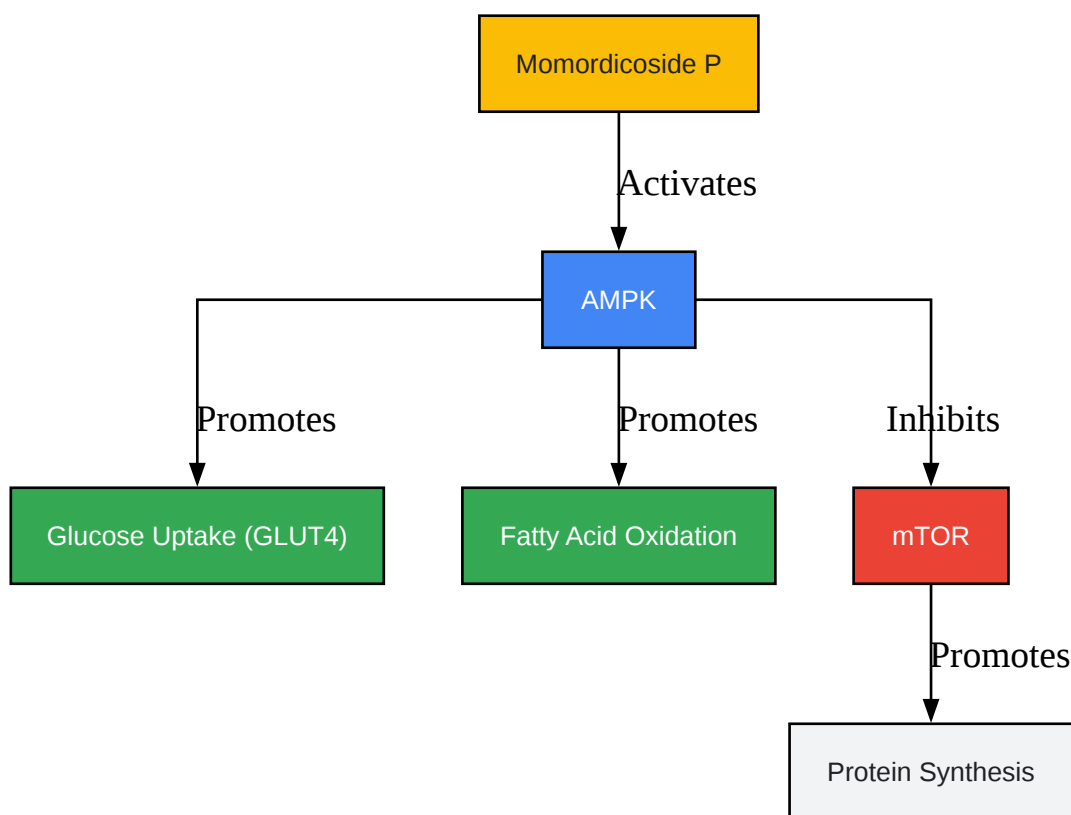 Momordicoside P
Activates
AMPK
Promotes
Promotes
Inhibits
Glucose Uptake (GLUT4)
Fatty Acid Oxidation
mTOR
Promotes
Protein Synthesis